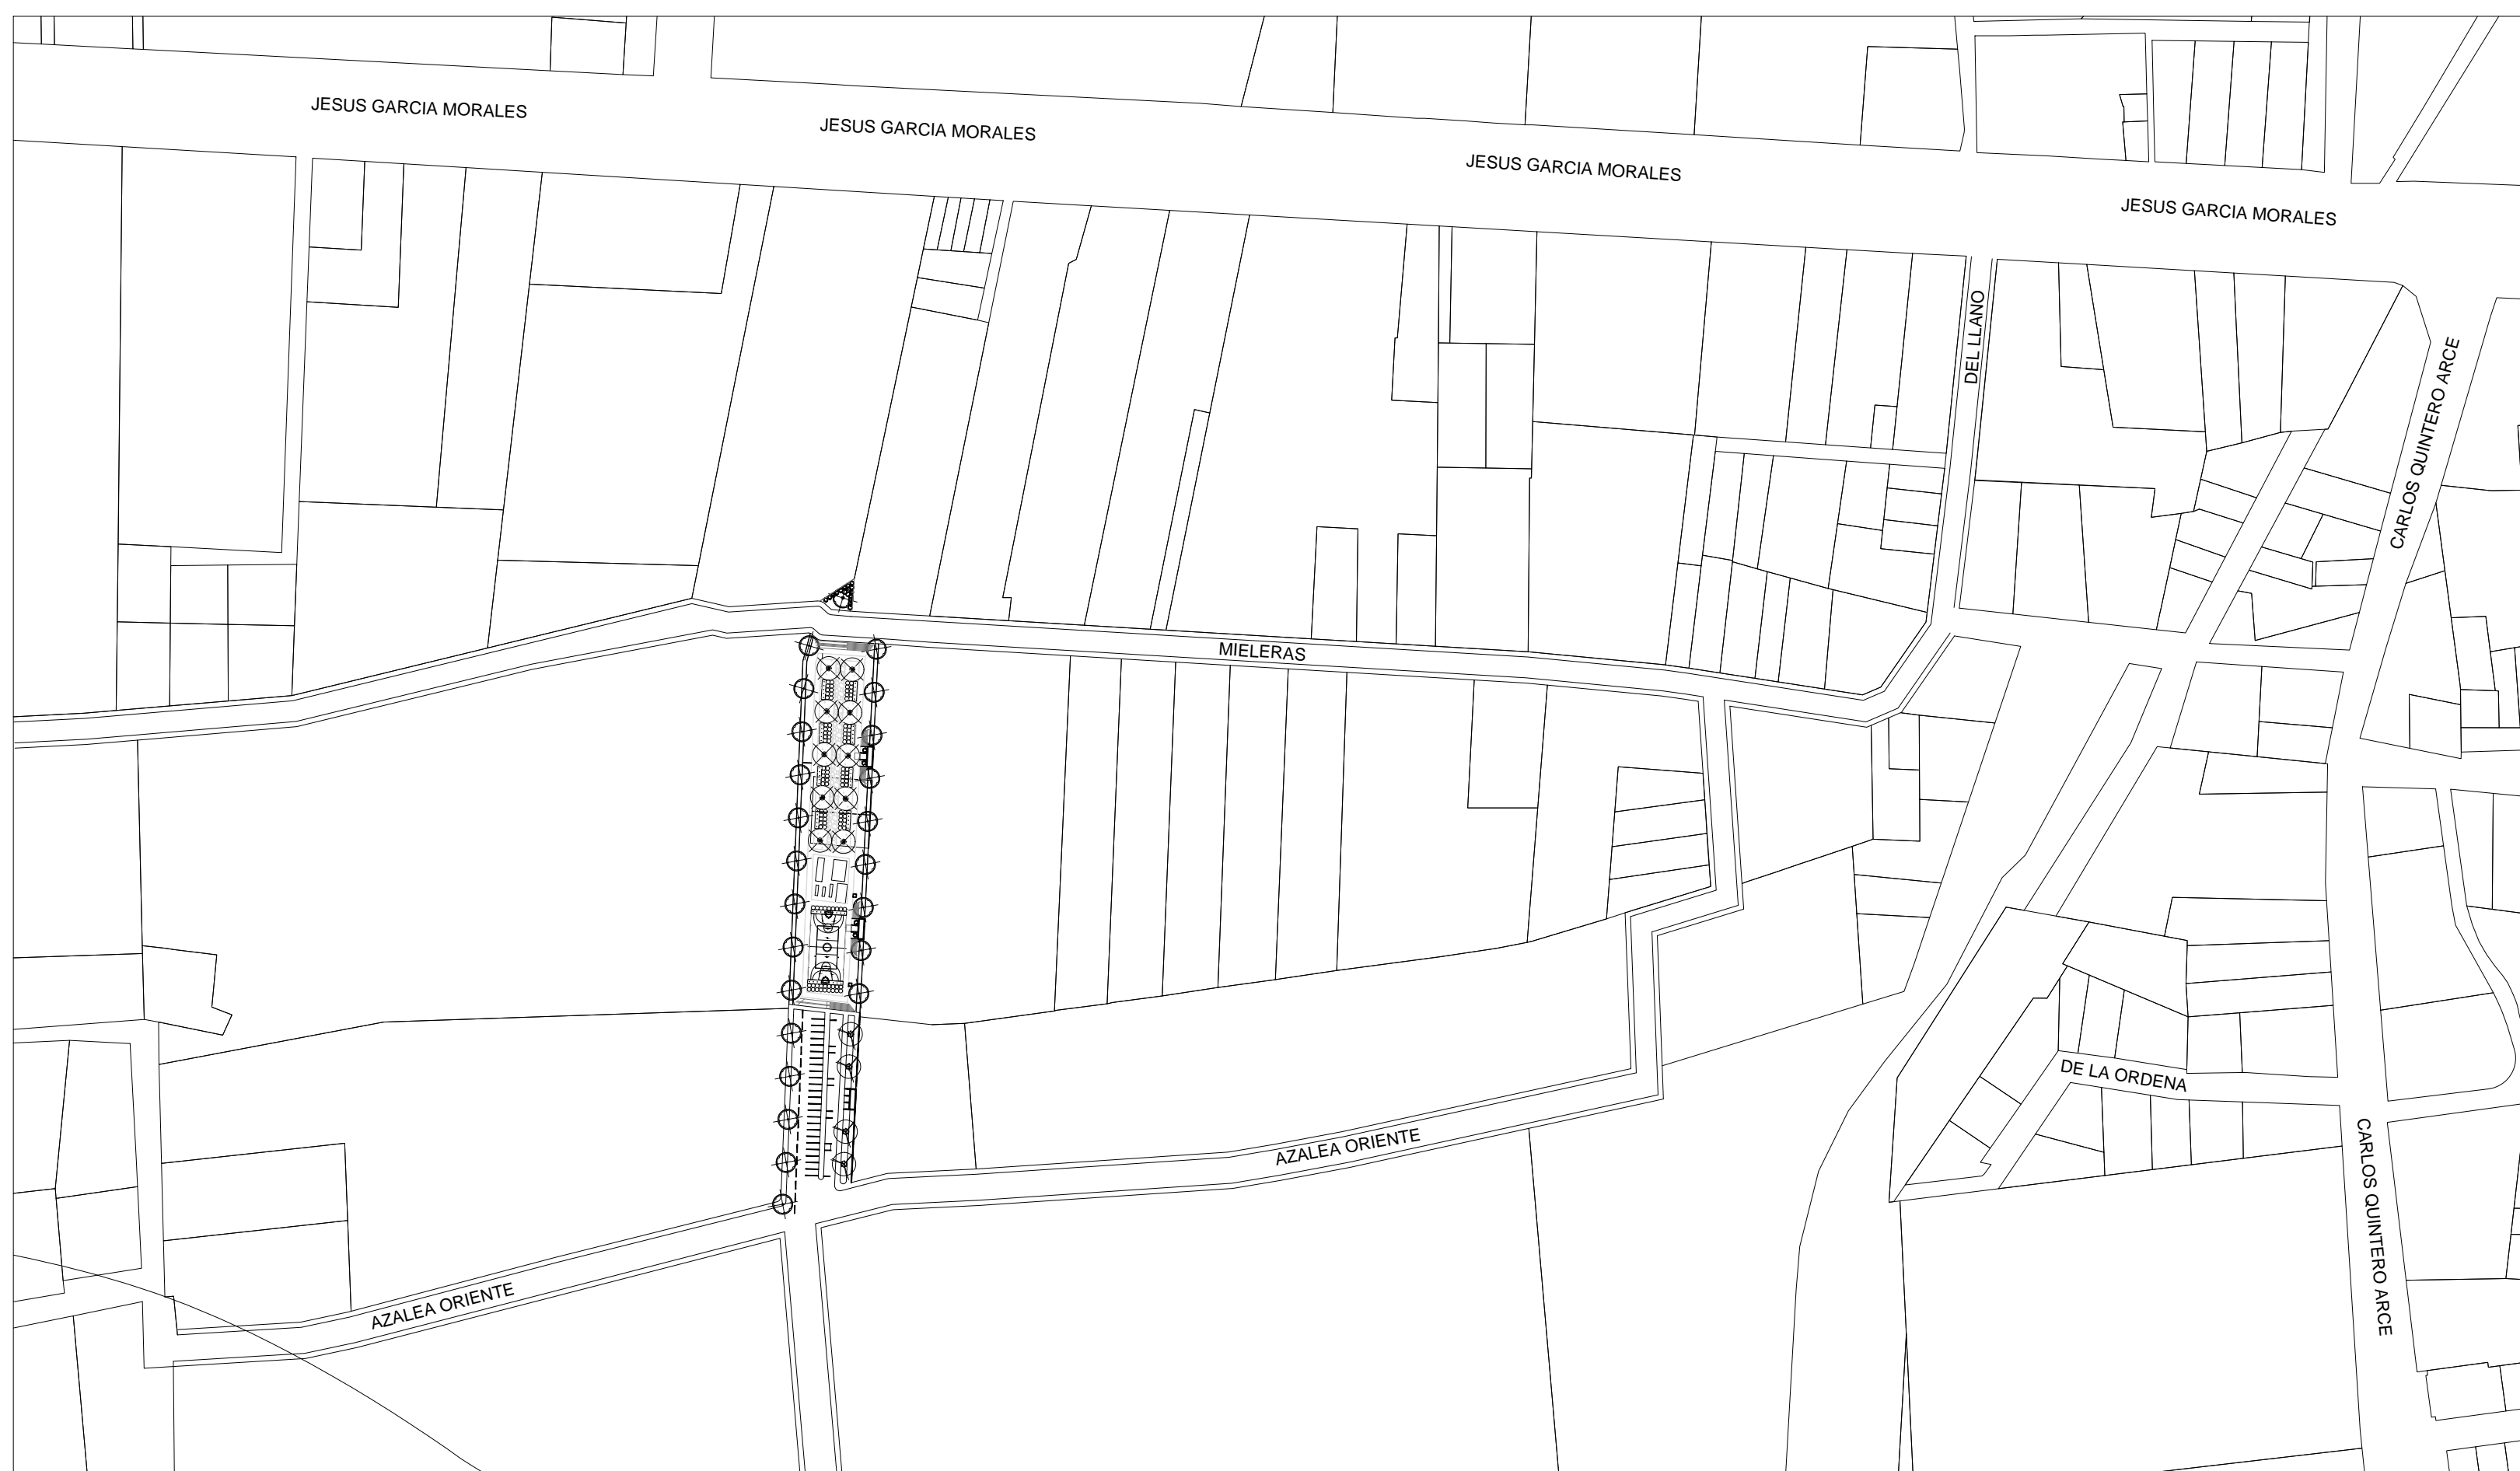 JESUS GARCIA MORALES
JESUS GARCIA MORALES
JESUS GARCIA MORALES
JESUS GARCIA MORALES
DEL LLANO
CARLOS QUINTERO ARCE
MIELERAS
DE LA ORDENA
AZALEA ORIENTE
CARLOS QUINTERO ARCE
AZALEA ORIENTE